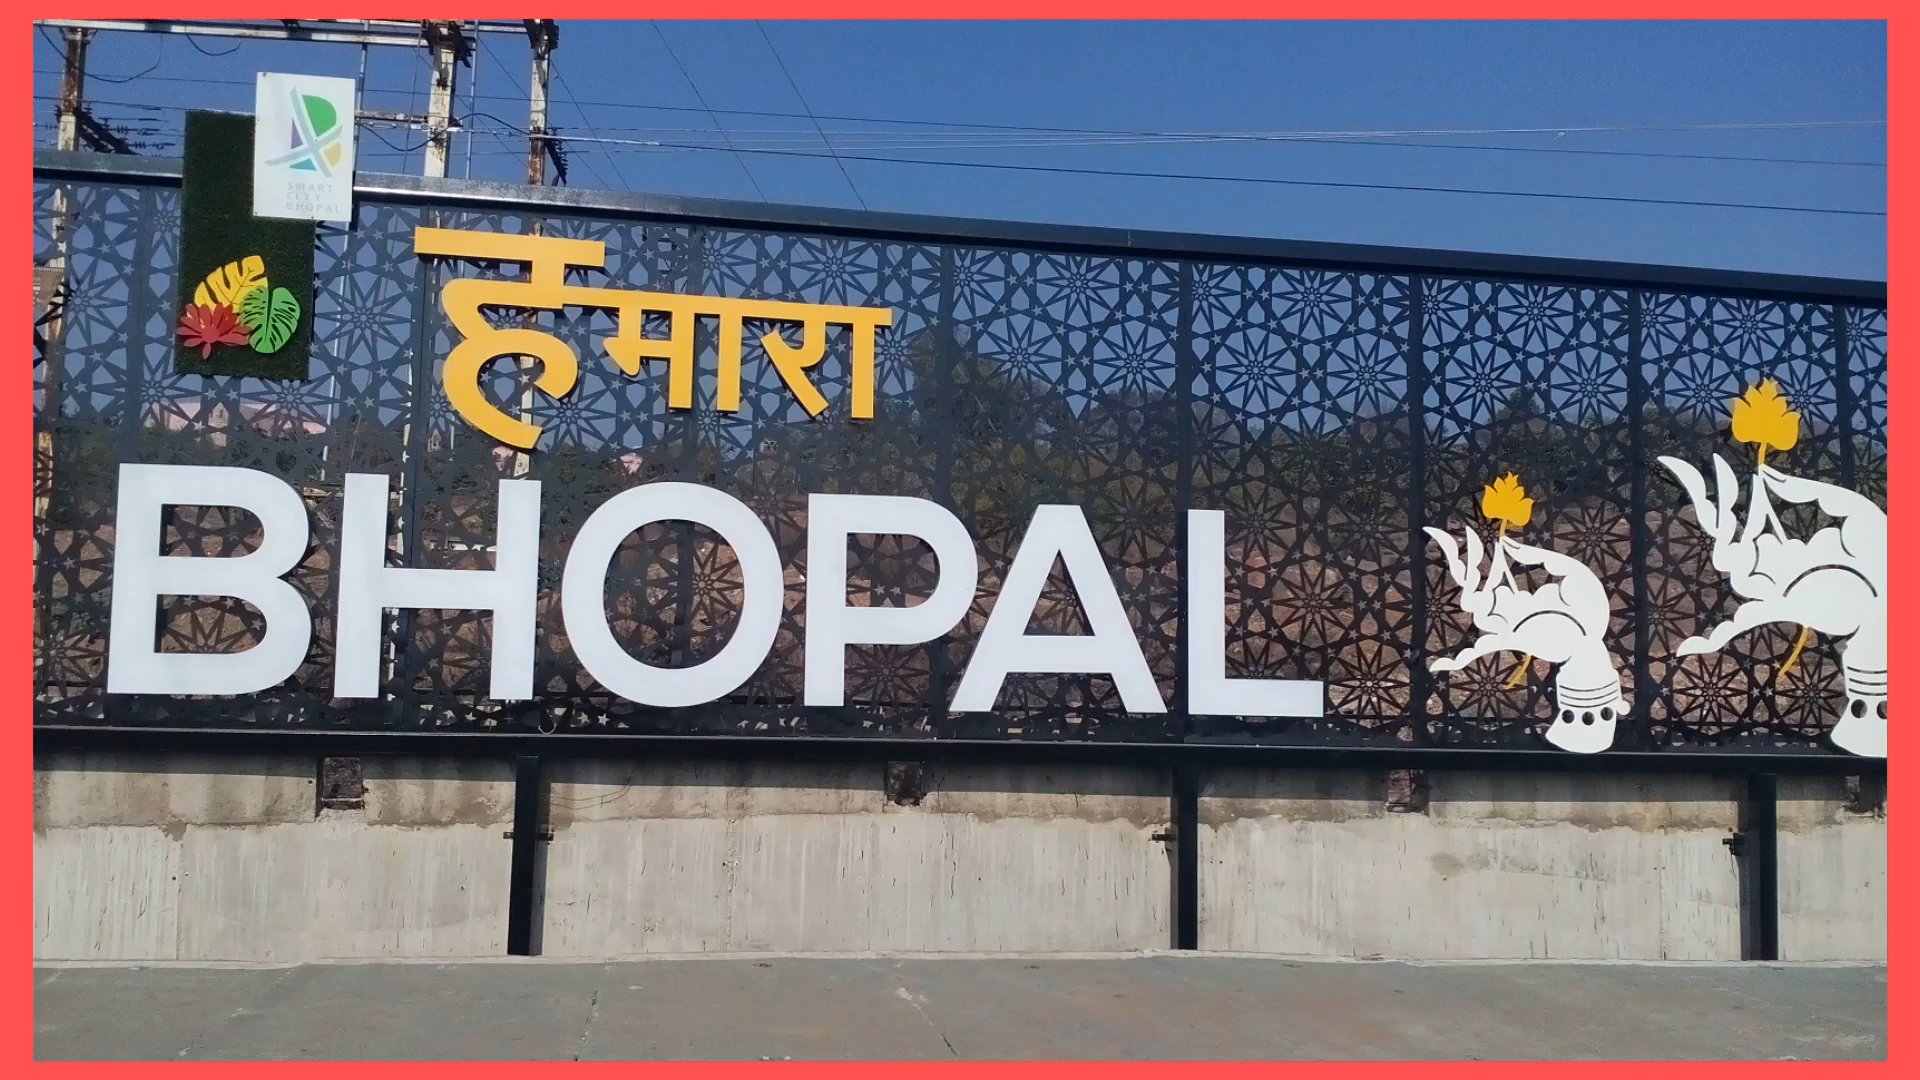 SMART
CITY
BHOPAL
हमारा
BHOPAL